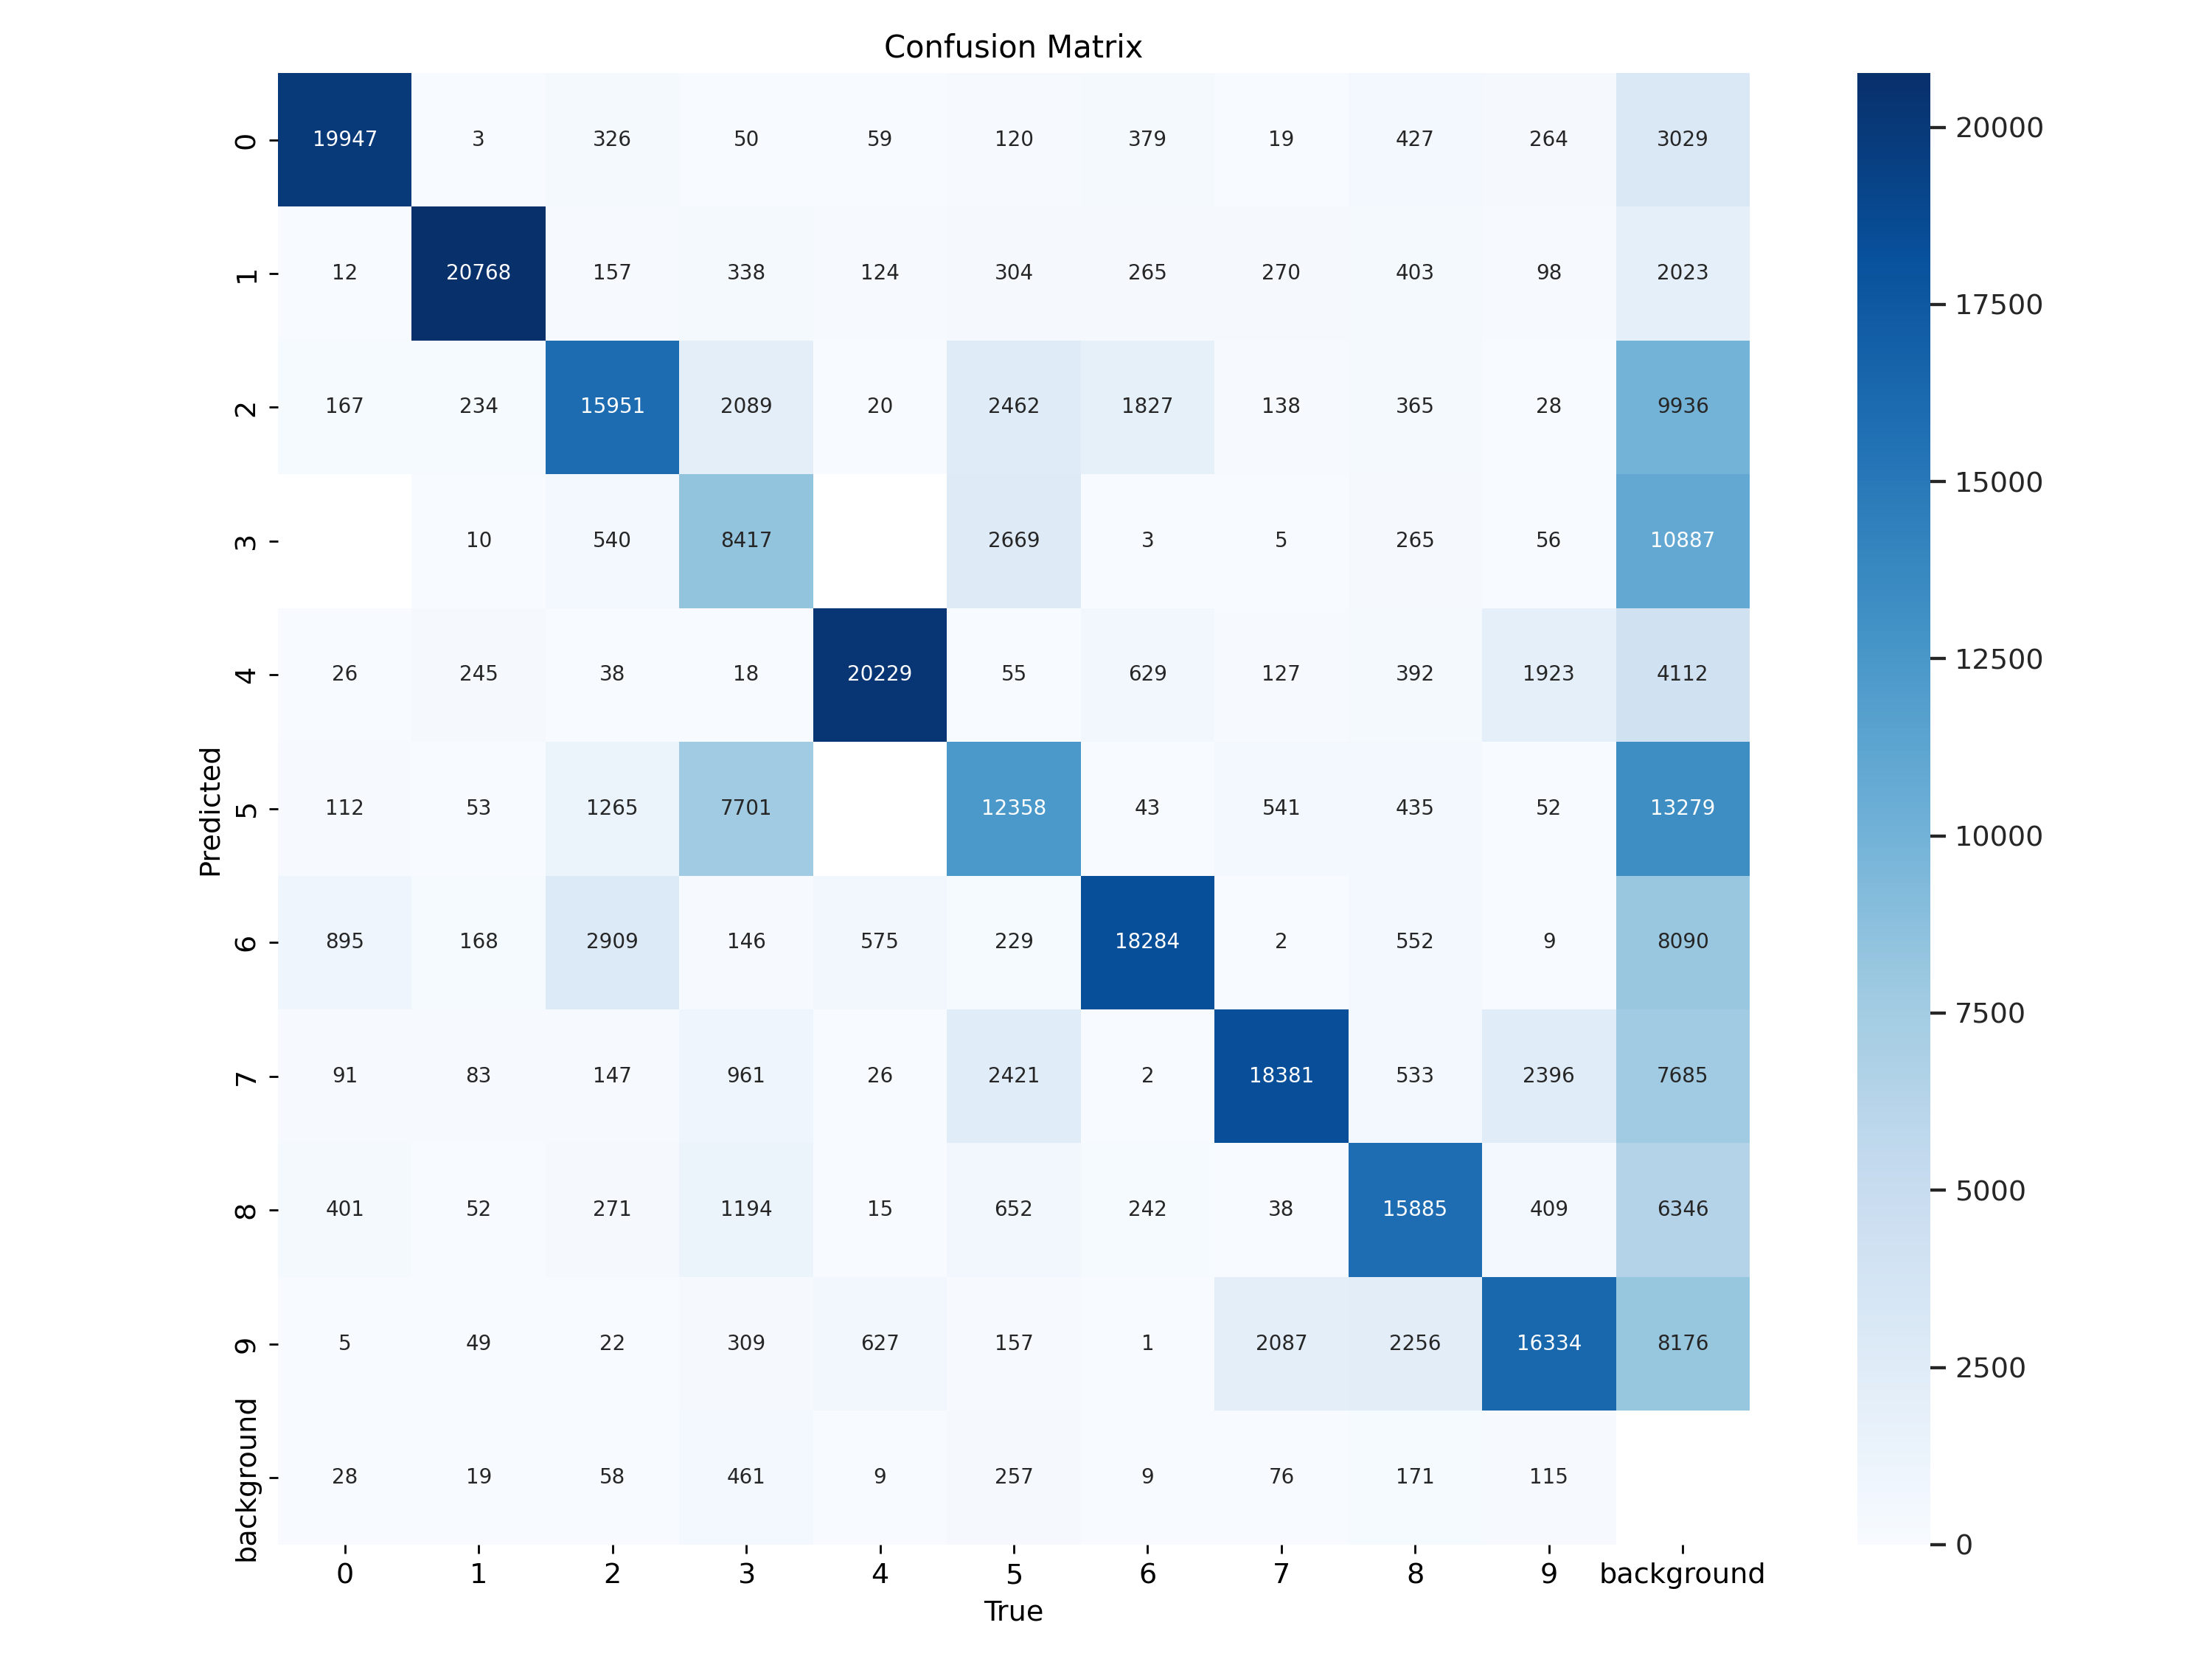 Confusion Matrix
0 19947 3 326 50 59 120 379 19 427 264 3029
1 12 20768 157 338 124 304 265 270 403 98 2023
2 167 234 15951 2089 20 2462 1827 138 365 28 9936
3 10 540 8417 2669 3 5 265 56 10887
4 26 245 38 18 20229 55 629 127 392 1923 4112
5 112 53 1265 7701 12358 43 541 435 52 13279
6 895 168 2909 146 575 229 18284 2 552 9 8090
7 91 83 147 961 26 2421 2 18381 533 2396 7685
8 401 52 271 1194 15 652 242 38 15885 409 6346
9 5 49 22 309 627 157 1 2087 2256 16334 8176
background 28 19 58 461 9 257 9 76 171 115
0 1 2 3 4 5 6 7 8 9 background
True
Predicted
20000
17500
15000
12500
10000
7500
5000
2500
0